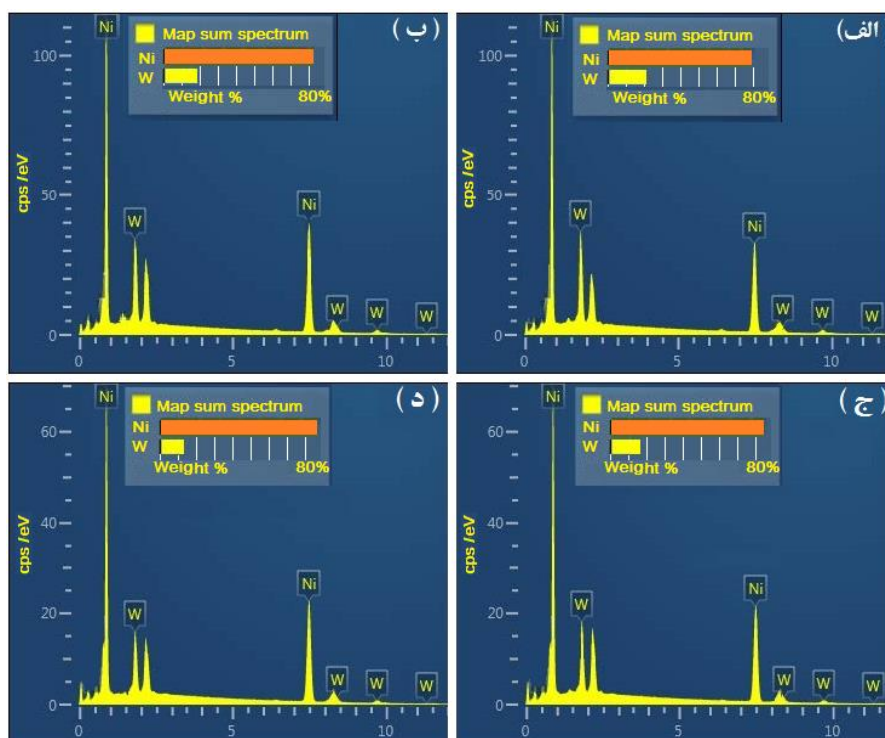 (الف
Ni
Map sum spectrum
Ni
W
Weight % 80%
cps /eV
100
50
0
W
Ni
W
W
W
0 5 10
(ب)
Ni
Map sum spectrum
Ni
W
Weight % 80%
cps /eV
100
50
0
W
Ni
W
W
W
0 5 10
(ج)
Ni
Map sum spectrum
Ni
W
Weight % 80%
cps /eV
60
40
20
0
W
Ni
W
W
W
0 5 10
(د)
Ni
Map sum spectrum
Ni
W
Weight % 80%
cps /eV
60
40
20
0
W
Ni
W
W
W
0 5 10